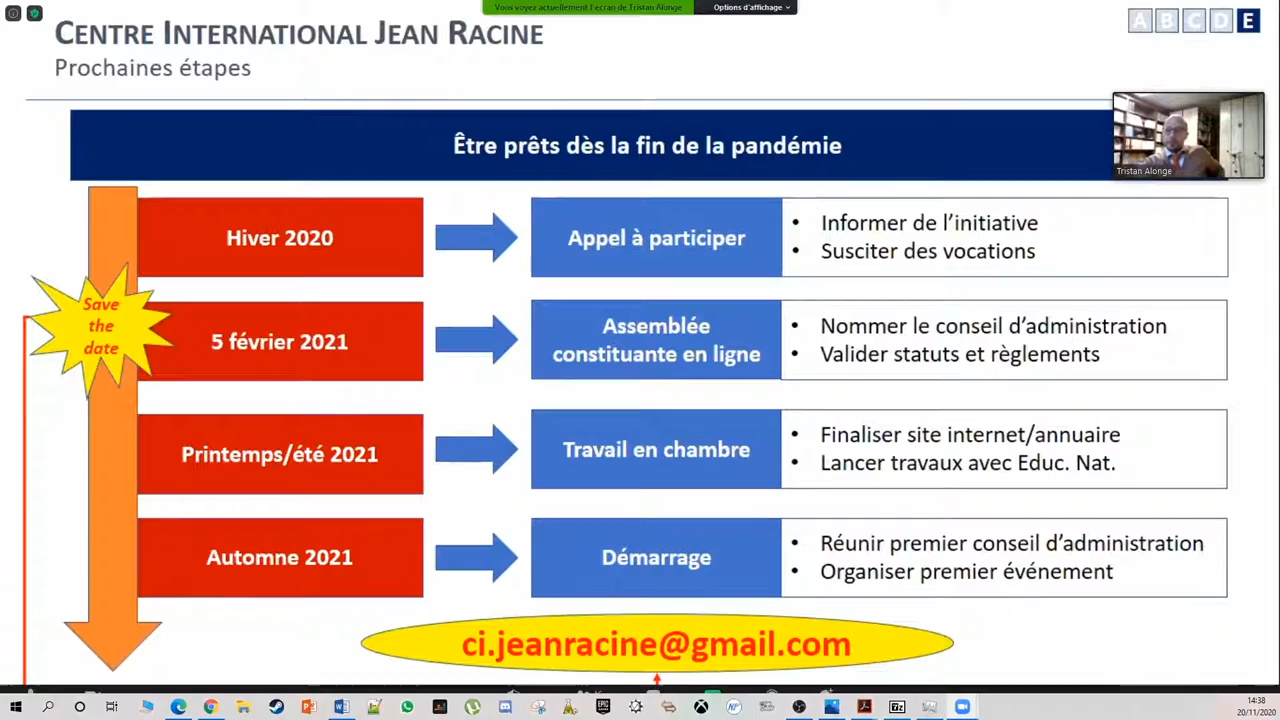 Vous voyez actuellement l'écran de Tristan Alonge
Options d'affichage
CENTRE INTERNATIONAL JEAN RACINE
A B C D E
Prochaines étapes
Être prêts dès la fin de la pandémie
Tristan Alonge
Hiver 2020
Appel à participer
• Informer de l'initiative
• Susciter des vocations
Save
the
date
5 février 2021
Assemblée
constituante en ligne
• Nommer le conseil d'administration
• Valider statuts et règlements
Printemps/été 2021
Travail en chambre
• Finaliser site internet/annuaire
• Lancer travaux avec Educ. Nat.
Automne 2021
Démarrage
• Réunir premier conseil d'administration
• Organiser premier événement
ci.jeanracine@gmail.com
14:38
20/11/2020